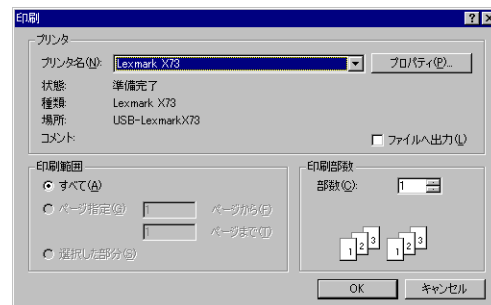 印刷
プリンタ
プリンタ名(N): Lexmark X73 プロパティ(P)...
状態: 準備完了
種類: Lexmark X73
場所: USB-LexmarkX73
コメント: ファイルへ出力(L)
印刷範囲
すべて(A)
ページ指定(G) 1 ページから(F)
1 ページまで(T)
選択した部分(S)
印刷部数
部数(C): 1
1 2 3 1 2 3
OK キャンセル